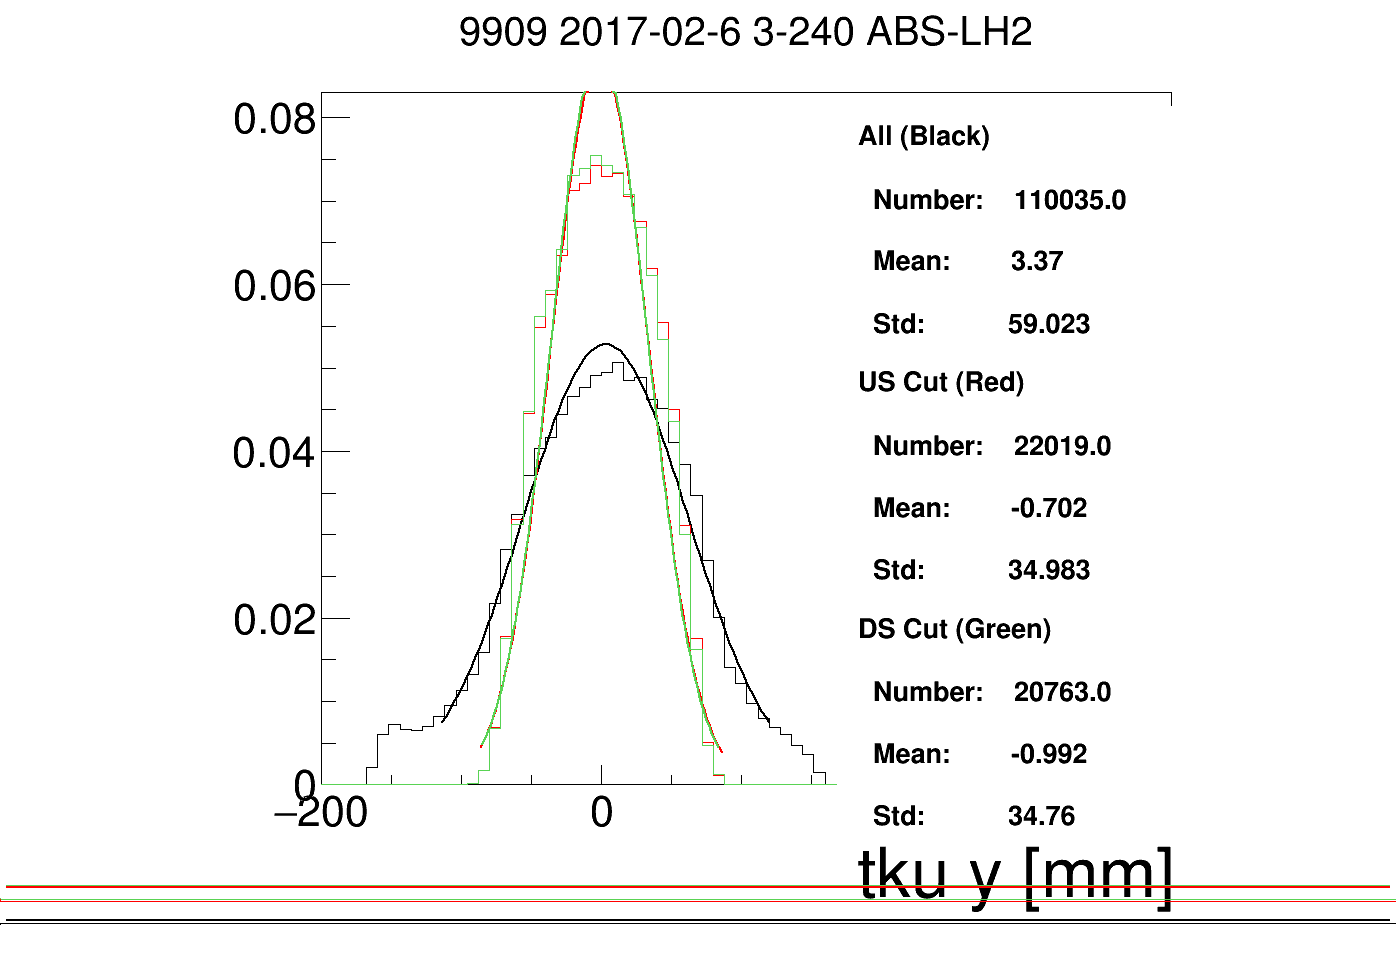 9909 2017-02-6 3-240 ABS-LH2
0.08
0.06
0.04
0.02
0
−200
0
All (Black)
Number: 110035.0
Mean: 3.37
Std: 59.023
US Cut (Red)
Number: 22019.0
Mean: -0.702
Std: 34.983
DS Cut (Green)
Number: 20763.0
Mean: -0.992
Std: 34.76
tku y [mm]